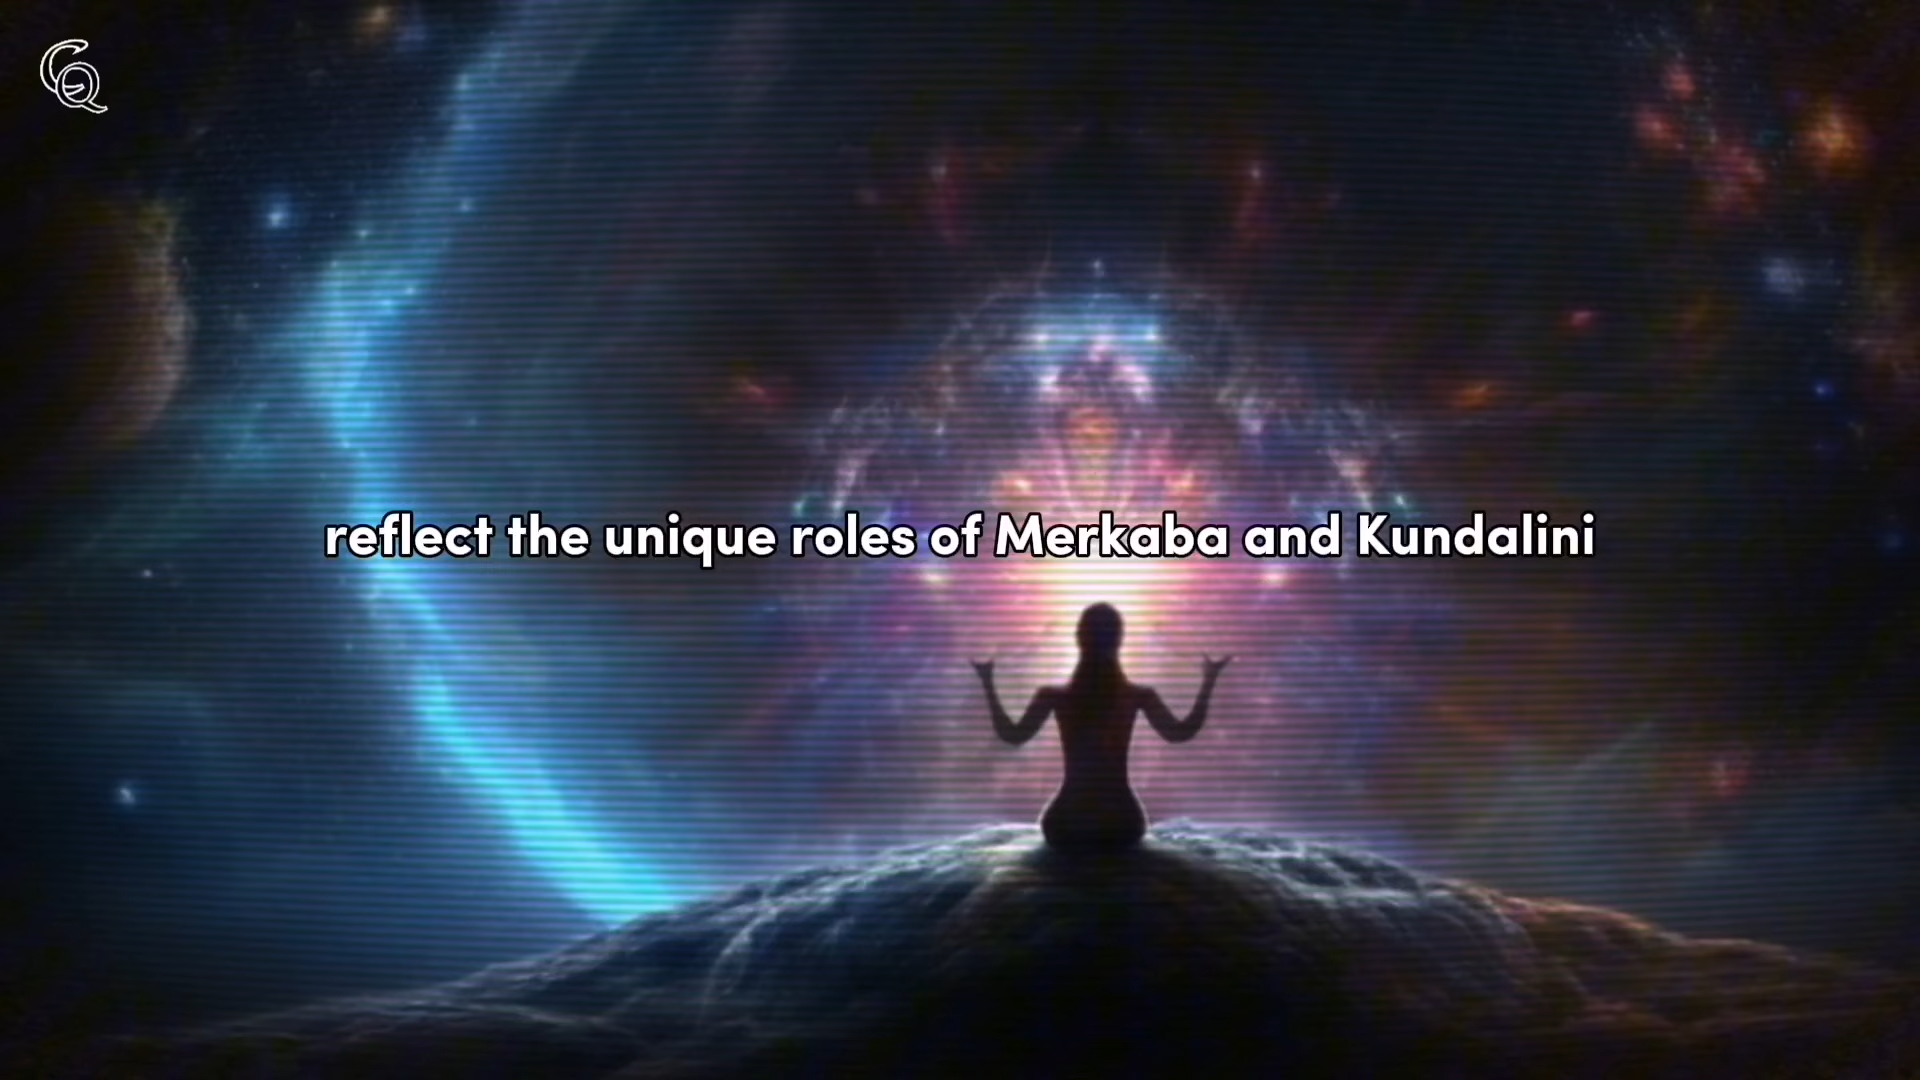 reflect the unique roles of Merkaba and Kundalini